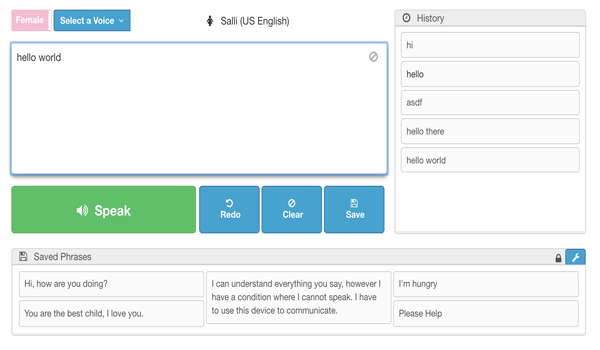 Female
Select a Voice
Salli (US English)
History
hello world
hi
hello
asdf
hello there
hello world
Speak
Redo
Clear
Save
Saved Phrases
Hi, how are you doing?
I can understand everything you say, however I
have a condition where I cannot speak. I have
to use this device to communicate.
I'm hungry
You are the best child, I love you.
Please Help